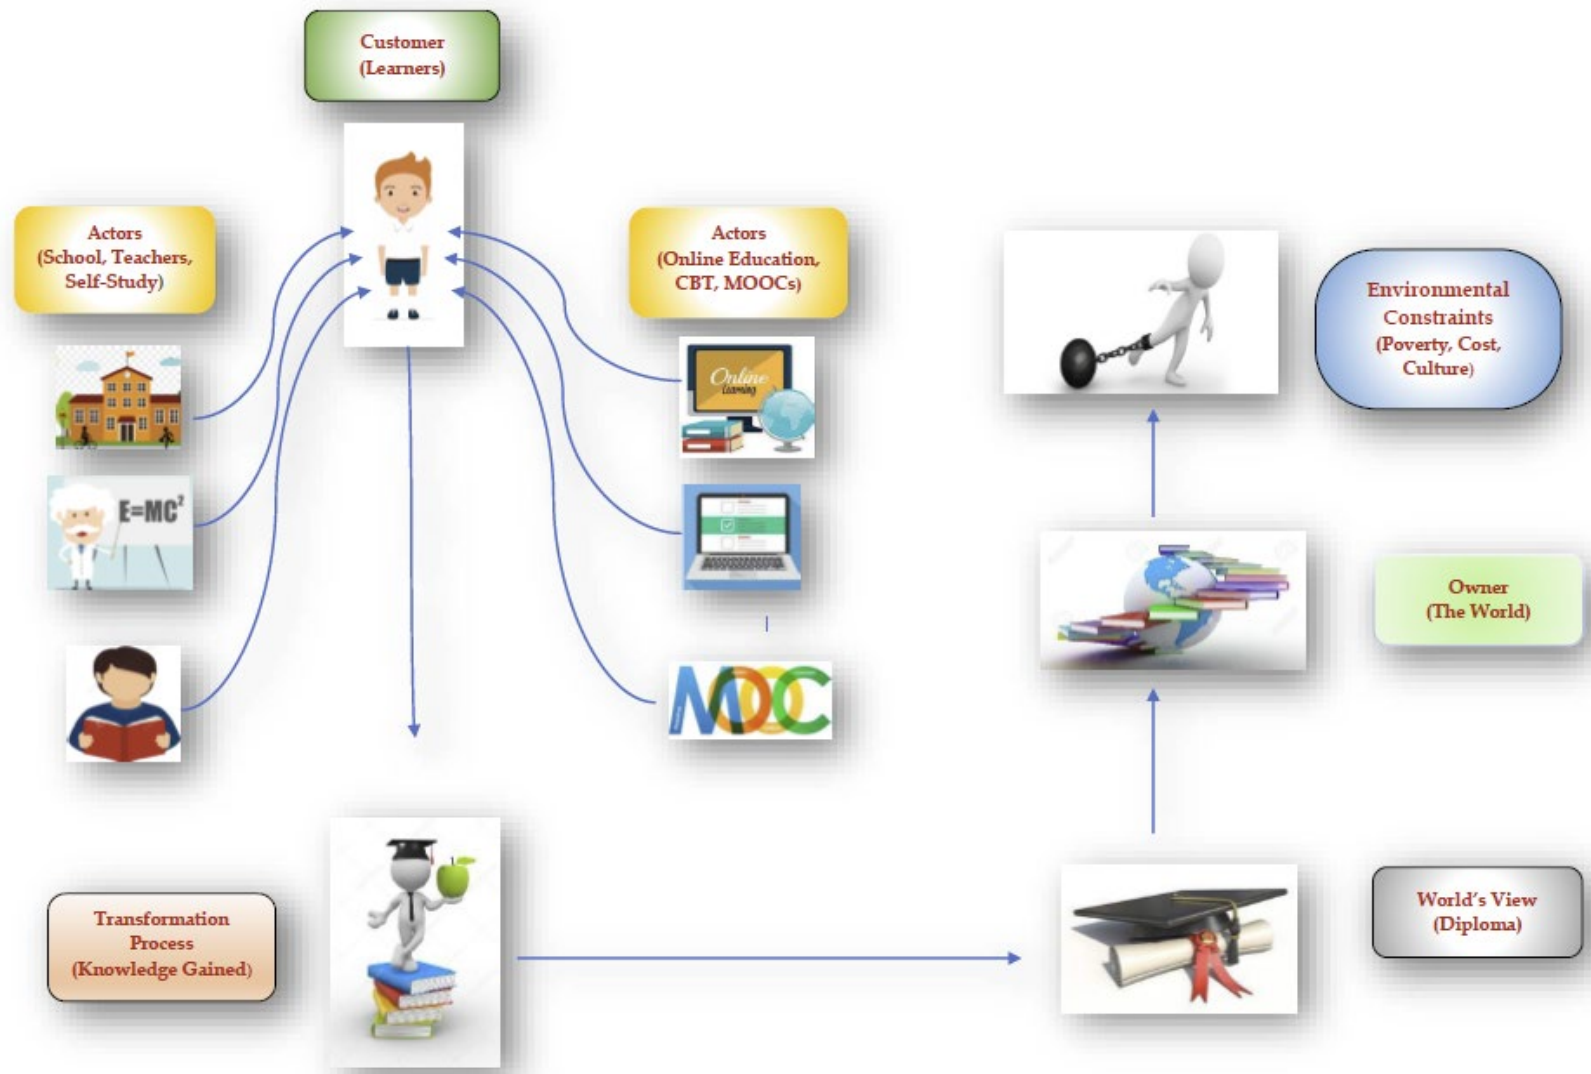 Customer
(Learners)
Actors
(School, Teachers,
Self-Study)
Actors
(Online Education,
CBT, MOOCs)
Online
Learning
E=MC²
MOOC
Environmental
Constraints
(Poverty, Cost,
Culture)
Owner
(The World)
Transformation
Process
(Knowledge Gained)
World's View
(Diploma)